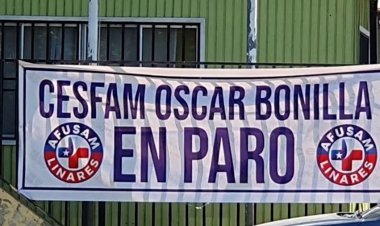 CESFAM OSCAR BONILLA
EN PARO
AFUSAM
LINARES
AFUSAM
LINARES